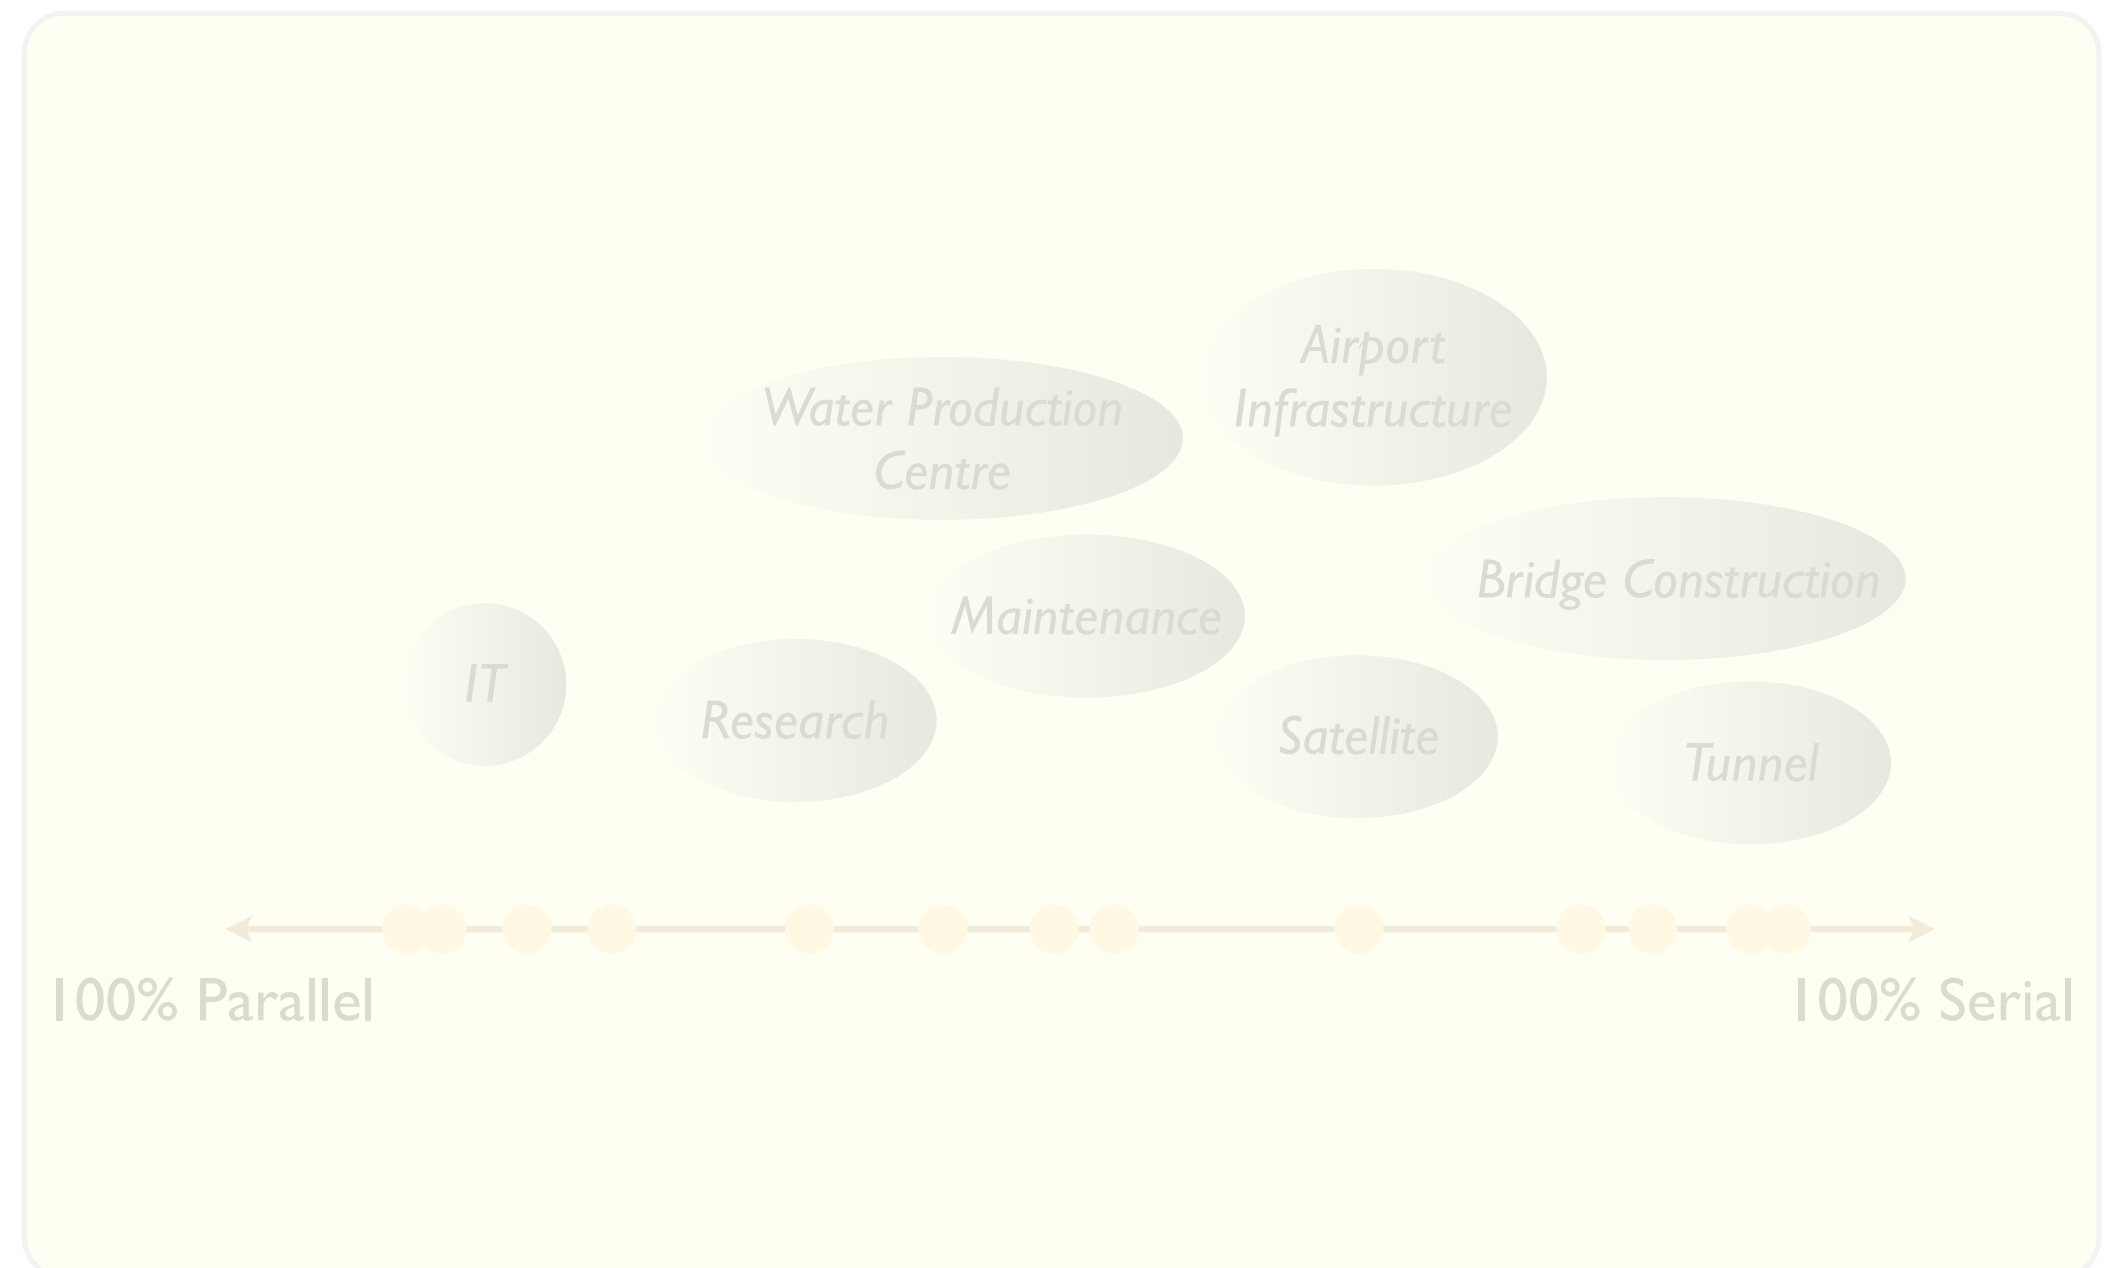 Airport
Infrastructure
Water Production
Centre
Bridge Construction
Maintenance
IT
Research
Satellite
Tunnel
100% Parallel
100% Serial